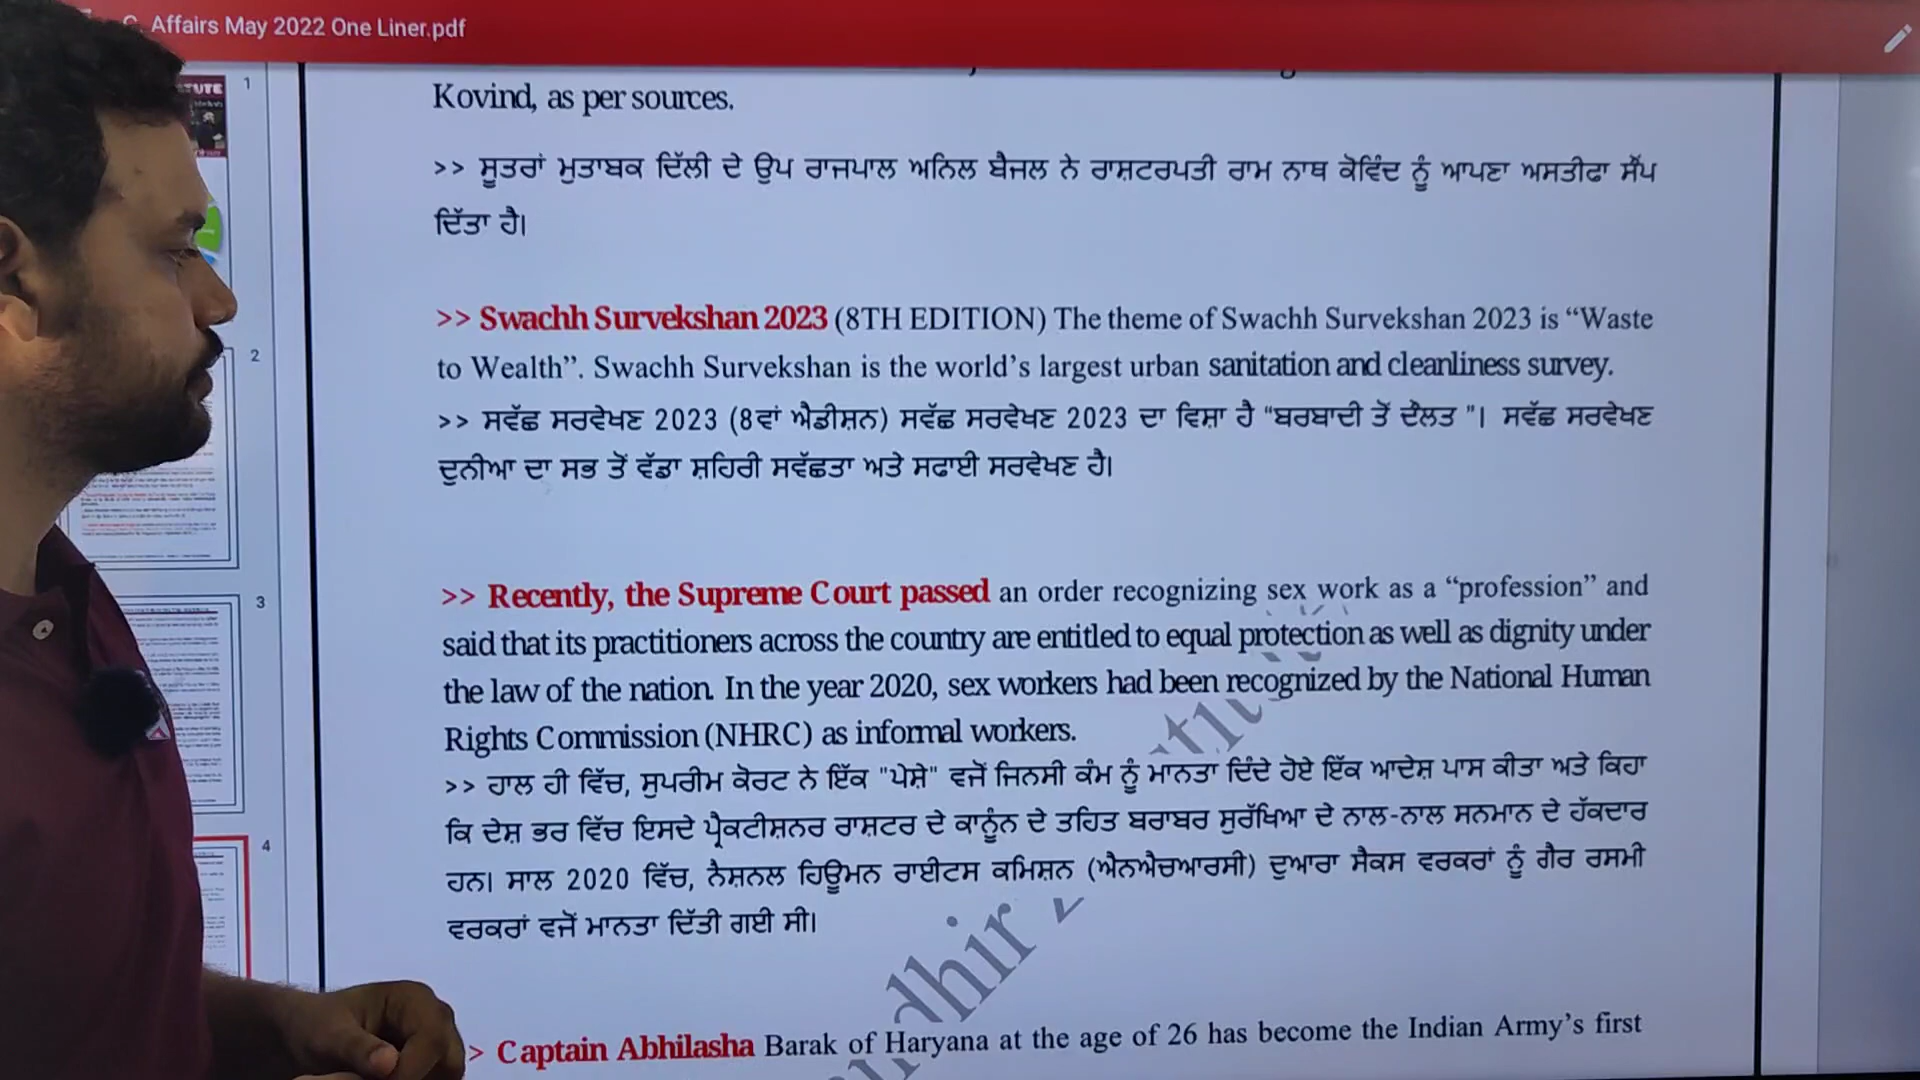 Affairs May 2022 One Liner.pdf
1
2
3
4
Kovind, as per sources.
>> ਸੂਤਰਾਂ ਮੁਤਾਬਕ ਦਿੱਲੀ ਦੇ ਉਪ ਰਾਜਪਾਲ ਅਨਿਲ ਬੈਜਲ ਨੇ ਰਾਸ਼ਟਰਪਤੀ ਰਾਮ ਨਾਥ ਕੋਵਿੰਦ ਨੂੰ ਆਪਣਾ ਅਸਤੀਫਾ ਸੌਂਪ
ਦਿੱਤਾ ਹੈ।
>> Swachh Survekshan 2023 (8TH EDITION) The theme of Swachh Survekshan 2023 is “Waste
to Wealth”. Swachh Survekshan is the world’s largest urban sanitation and cleanliness survey.
>> ਸਵੱਛ ਸਰਵੇਖਣ 2023 (8ਵਾਂ ਐਡੀਸ਼ਨ) ਸਵੱਛ ਸਰਵੇਖਣ 2023 ਦਾ ਵਿਸ਼ਾ ਹੈ "ਬਰਬਾਦੀ ਤੋਂ ਦੌਲਤ "। ਸਵੱਛ ਸਰਵੇਖਣ
ਦੁਨੀਆ ਦਾ ਸਭ ਤੋਂ ਵੱਡਾ ਸ਼ਹਿਰੀ ਸਵੱਛਤਾ ਅਤੇ ਸਫਾਈ ਸਰਵੇਖਣ ਹੈ।
>> Recently, the Supreme Court passed an order recognizing sex work as a “profession” and
said that its practitioners across the country are entitled to equal protection as well as dignity under
the law of the nation. In the year 2020, sex workers had been recognized by the National Human
Rights Commission (NHRC) as informal workers.
>> ਹਾਲ ਹੀ ਵਿੱਚ, ਸੁਪਰੀਮ ਕੋਰਟ ਨੇ ਇੱਕ "ਪੇਸ਼ੇ" ਵਜੋਂ ਜਿਨਸੀ ਕੰਮ ਨੂੰ ਮਾਨਤਾ ਦਿੰਦੇ ਹੋਏ ਇੱਕ ਆਦੇਸ਼ ਪਾਸ ਕੀਤਾ ਅਤੇ ਕਿਹਾ
ਕਿ ਦੇਸ਼ ਭਰ ਵਿੱਚ ਇਸਦੇ ਪ੍ਰੈਕਟੀਸ਼ਨਰ ਰਾਸ਼ਟਰ ਦੇ ਕਾਨੂੰਨ ਦੇ ਤਹਿਤ ਬਰਾਬਰ ਸੁਰੱਖਿਆ ਦੇ ਨਾਲ-ਨਾਲ ਸਨਮਾਨ ਦੇ ਹੱਕਦਾਰ
ਹਨ। ਸਾਲ 2020 ਵਿੱਚ, ਨੈਸ਼ਨਲ ਹਿਊਮਨ ਰਾਈਟਸ ਕਮਿਸ਼ਨ (ਐਨਐਚਆਰਸੀ) ਦੁਆਰਾ ਸੈਕਸ ਵਰਕਰਾਂ ਨੂੰ ਗੈਰ ਰਸਮੀ
ਵਰਕਰਾਂ ਵਜੋਂ ਮਾਨਤਾ ਦਿੱਤੀ ਗਈ ਸੀ।
> Captain Abhilasha Barak of Haryana at the age of 26 has become the Indian Army’s first